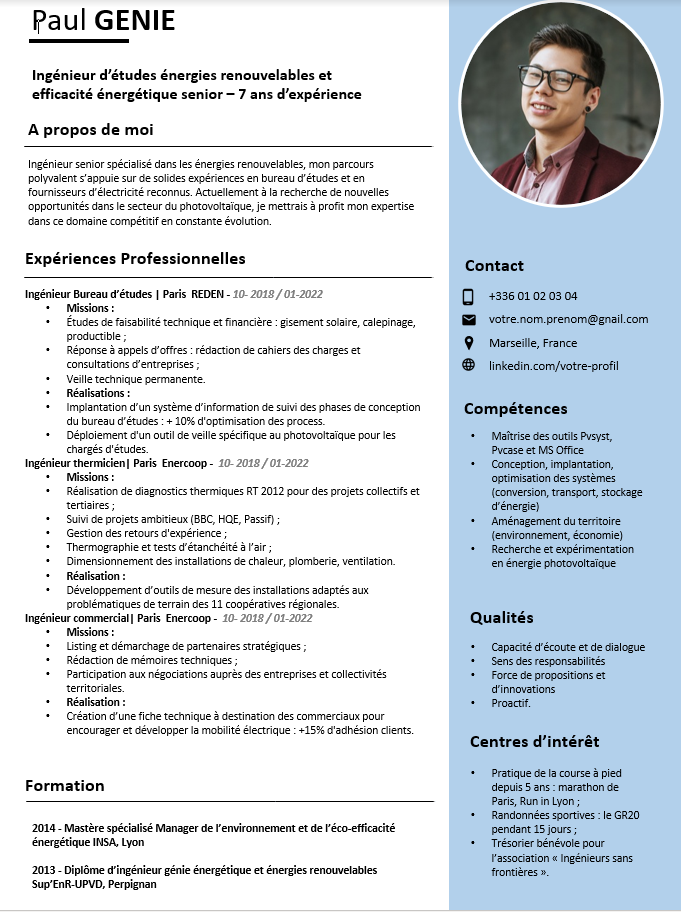 Paul GENIE
Ingénieur d'études énergies renouvelables et
efficacité énergétique senior – 7 ans d'expérience
A propos de moi
Ingénieur senior spécialisé dans les énergies renouvelables, mon parcours
polyvalent s'appuie sur de solides expériences en bureau d'études et en
fournisseurs d'électricité reconnus. Actuellement à la recherche de nouvelles
opportunités dans le secteur du photovoltaïque, je mettrais à profit mon expertise
dans ce domaine compétitif en constante évolution.
Expériences Professionnelles
Ingénieur Bureau d'études | Paris REDEN - 10- 2018 / 01-2022
• Missions :
• Études de faisabilité technique et financière : gisement solaire, calepinage,
productible ;
• Réponse à appels d'offres : rédaction de cahiers des charges et
consultations d'entreprises ;
• Veille technique permanente.
• Réalisations :
• Implantation d'un système d'information de suivi des phases de conception
du bureau d'études : + 10% d'optimisation des process.
• Déploiement d'un outil de veille spécifique au photovoltaïque pour les
chargés d'études.
Ingénieur thermicien| Paris Enercoop - 10- 2018 / 01-2022
• Missions :
• Réalisation de diagnostics thermiques RT 2012 pour des projets collectifs et
tertiaires ;
• Suivi de projets ambitieux (BBC, HQE, Passif) ;
• Gestion des retours d'expérience ;
• Thermographie et tests d'étanchéité à l'air ;
• Dimensionnement des installations de chaleur, plomberie, ventilation.
• Réalisation :
• Développement d'outils de mesure des installations adaptés aux
problématiques de terrain des 11 coopératives régionales.
Ingénieur commercial| Paris Enercoop - 10- 2018 / 01-2022
• Missions :
• Listing et démarchage de partenaires stratégiques ;
• Rédaction de mémoires techniques ;
• Participation aux négociations auprès des entreprises et collectivités
territoriales.
• Réalisation :
• Création d'une fiche technique à destination des commerciaux pour
encourager et développer la mobilité électrique : +15% d'adhésion clients.
Formation
2014 - Mastère spécialisé Manager de l'environnement et de l'éco-efficacité
énergétique INSA, Lyon
2013 - Diplôme d'ingénieur génie énergétique et énergies renouvelables
Sup'EnR-UPVD, Perpignan
Contact
+336 01 02 03 04
votre.nom.prenom@gnail.com
Marseille, France
linkedin.com/votre-profil
Compétences
• Maîtrise des outils Pvsyst,
Pvcase et MS Office
• Conception, implantation,
optimisation des systèmes
(conversion, transport, stockage
d'énergie)
• Aménagement du territoire
(environnement, économie)
• Recherche et expérimentation
en énergie photovoltaïque
Qualités
• Capacité d'écoute et de dialogue
• Sens des responsabilités
• Force de propositions et
d'innovations
• Proactif.
Centres d'intérêt
• Pratique de la course à pied
depuis 5 ans : marathon de
Paris, Run in Lyon ;
• Randonnées sportives : le GR20
pendant 15 jours ;
• Trésorier bénévole pour
l'association « Ingénieurs sans
frontières ».